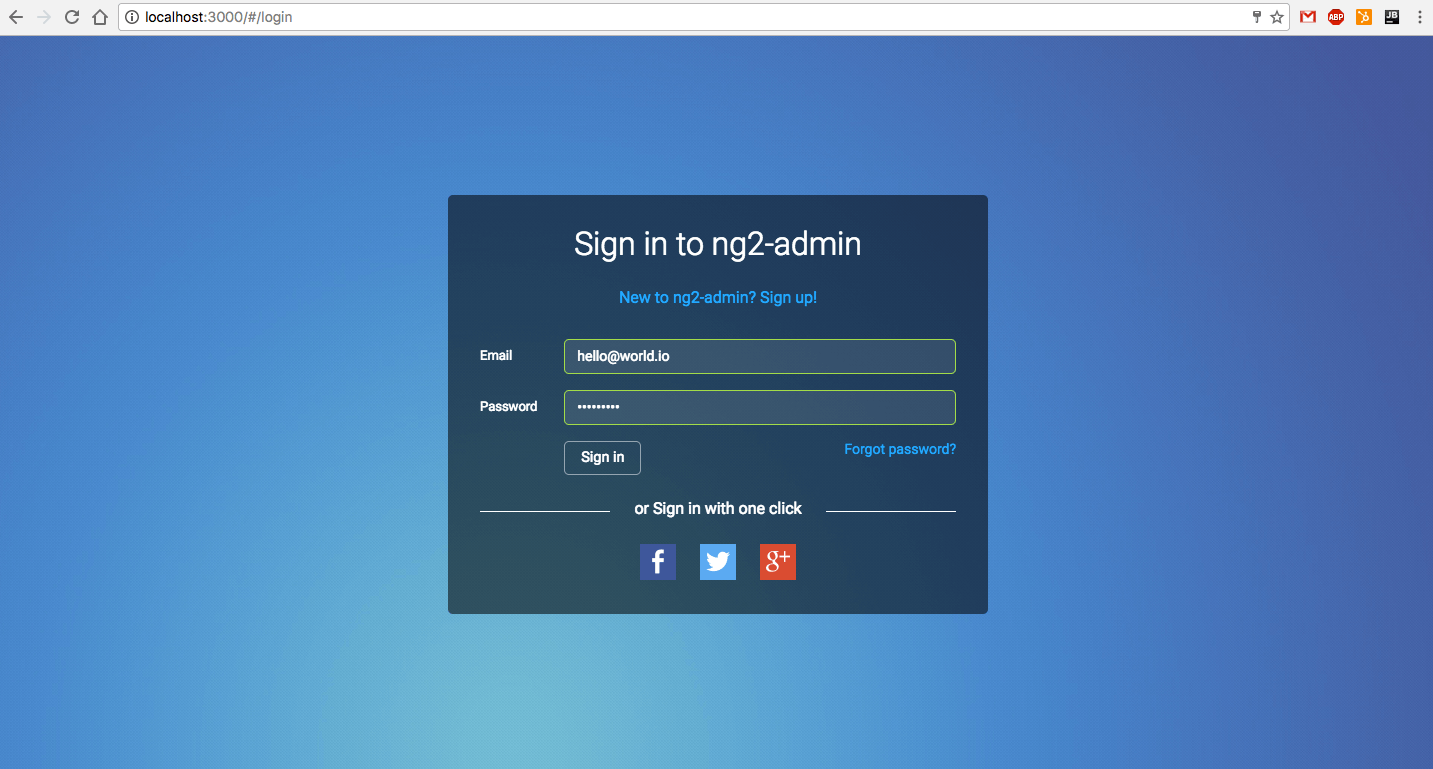 localhost:3000/#/login
ABP
JB
Sign in to ng2-admin
New to ng2-admin? Sign up!
Email
hello@world.io
Password
•••••••••
Sign in
Forgot password?
or Sign in with one click
f
g+